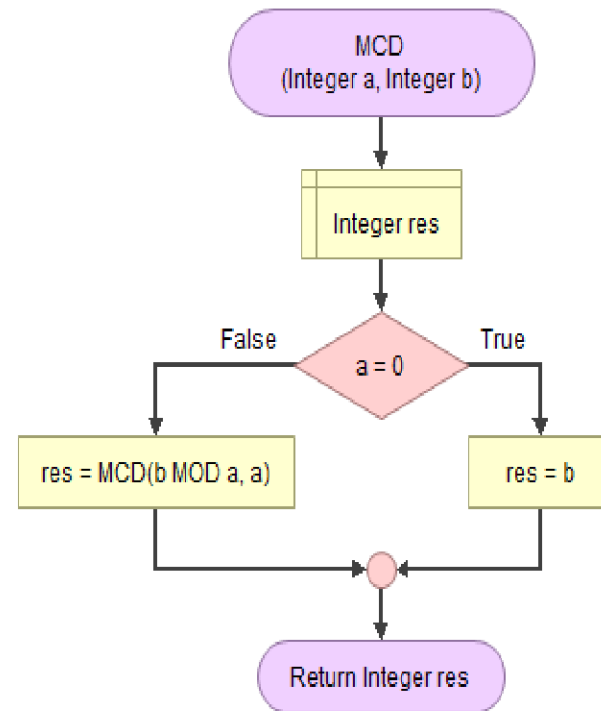 MCD
(Integer a, Integer b)
Integer res
False
True
a = 0
res = MCD(b MOD a, a)
res = b
Return Integer res